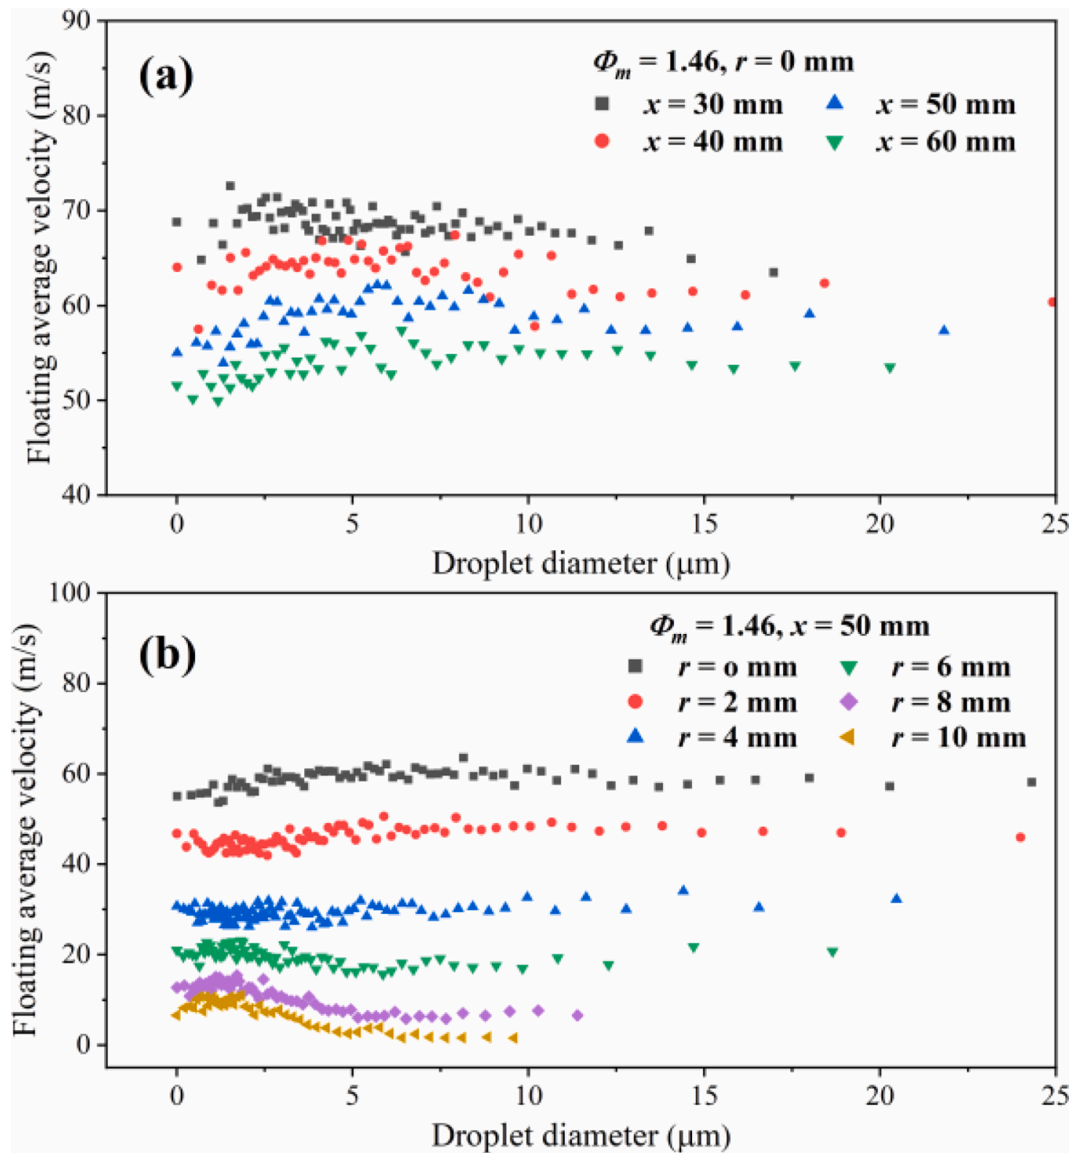 90
80
70
60
50
40
Floating average velocity (m/s)
(a)
Φm = 1.46, r = 0 mm
x = 30 mm x = 50 mm
x = 40 mm x = 60 mm
0 5 10 15 20 25
Droplet diameter (μm)
100
80
60
40
20
0
Floating average velocity (m/s)
(b)
Φm = 1.46, x = 50 mm
r = o mm r = 6 mm
r = 2 mm r = 8 mm
r = 4 mm r = 10 mm
0 5 10 15 20 25
Droplet diameter (μm)